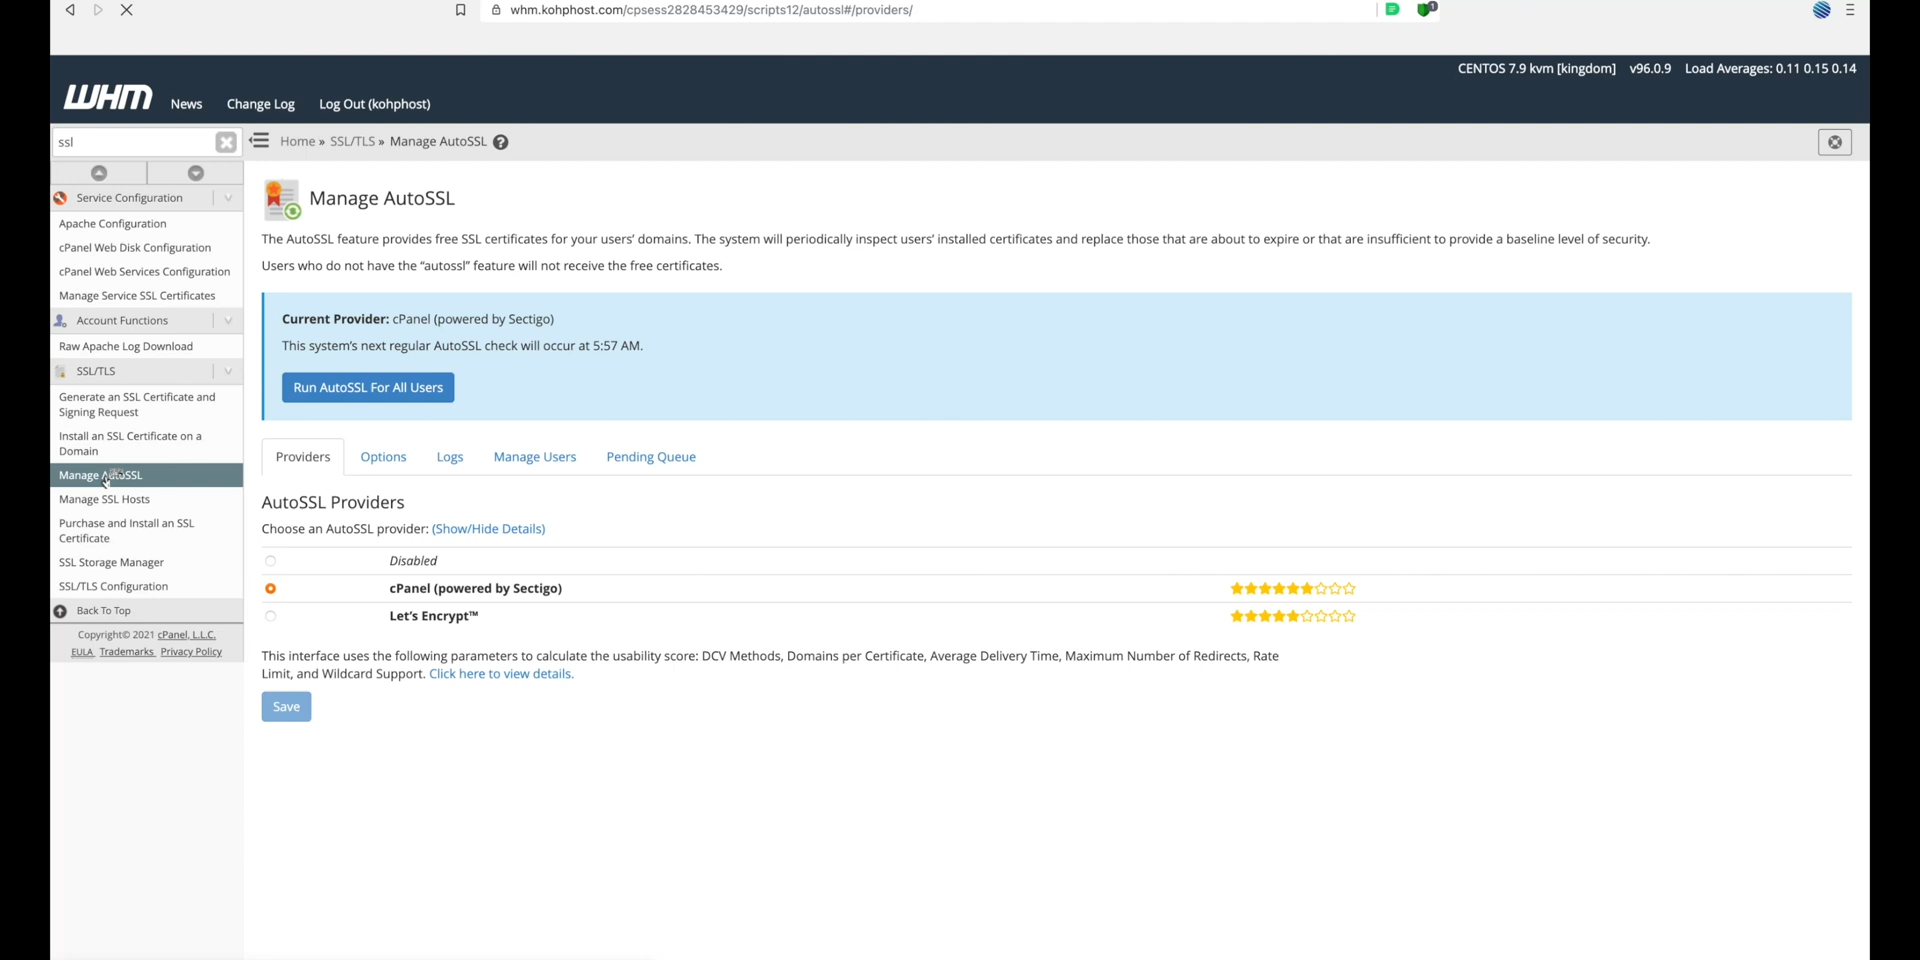 whm.kohphost.com/cpsess2828453429/scripts12/autossl#/providers/
1
CENTOS 7.9 kvm [kingdom] v96.0.9 Load Averages: 0.11 0.15 0.14
WHM News Change Log Log Out (kohphost)
ssl
Home » SSL/TLS » Manage AutoSSL ?
Service Configuration
Apache Configuration
cPanel Web Disk Configuration
cPanel Web Services Configuration
Manage Service SSL Certificates
Account Functions
Raw Apache Log Download
SSL/TLS
Generate an SSL Certificate and
Signing Request
Install an SSL Certificate on a
Domain
Manage AutoSSL
Manage SSL Hosts
Purchase and Install an SSL
Certificate
SSL Storage Manager
SSL/TLS Configuration
Back To Top
Copyright© 2021 cPanel, L.L.C.
EULA Trademarks Privacy Policy
Manage AutoSSL
The AutoSSL feature provides free SSL certificates for your users’ domains. The system will periodically inspect users’ installed certificates and replace those that are about to expire or that are insufficient to provide a baseline level of security.
Users who do not have the “autossl” feature will not receive the free certificates.
Current Provider: cPanel (powered by Sectigo)
This system’s next regular AutoSSL check will occur at 5:57 AM.
Run AutoSSL For All Users
Providers Options Logs Manage Users Pending Queue
AutoSSL Providers
Choose an AutoSSL provider: (Show/Hide Details)
Disabled
cPanel (powered by Sectigo)
Let’s Encrypt™
This interface uses the following parameters to calculate the usability score: DCV Methods, Domains per Certificate, Average Delivery Time, Maximum Number of Redirects, Rate
Limit, and Wildcard Support. Click here to view details.
Save